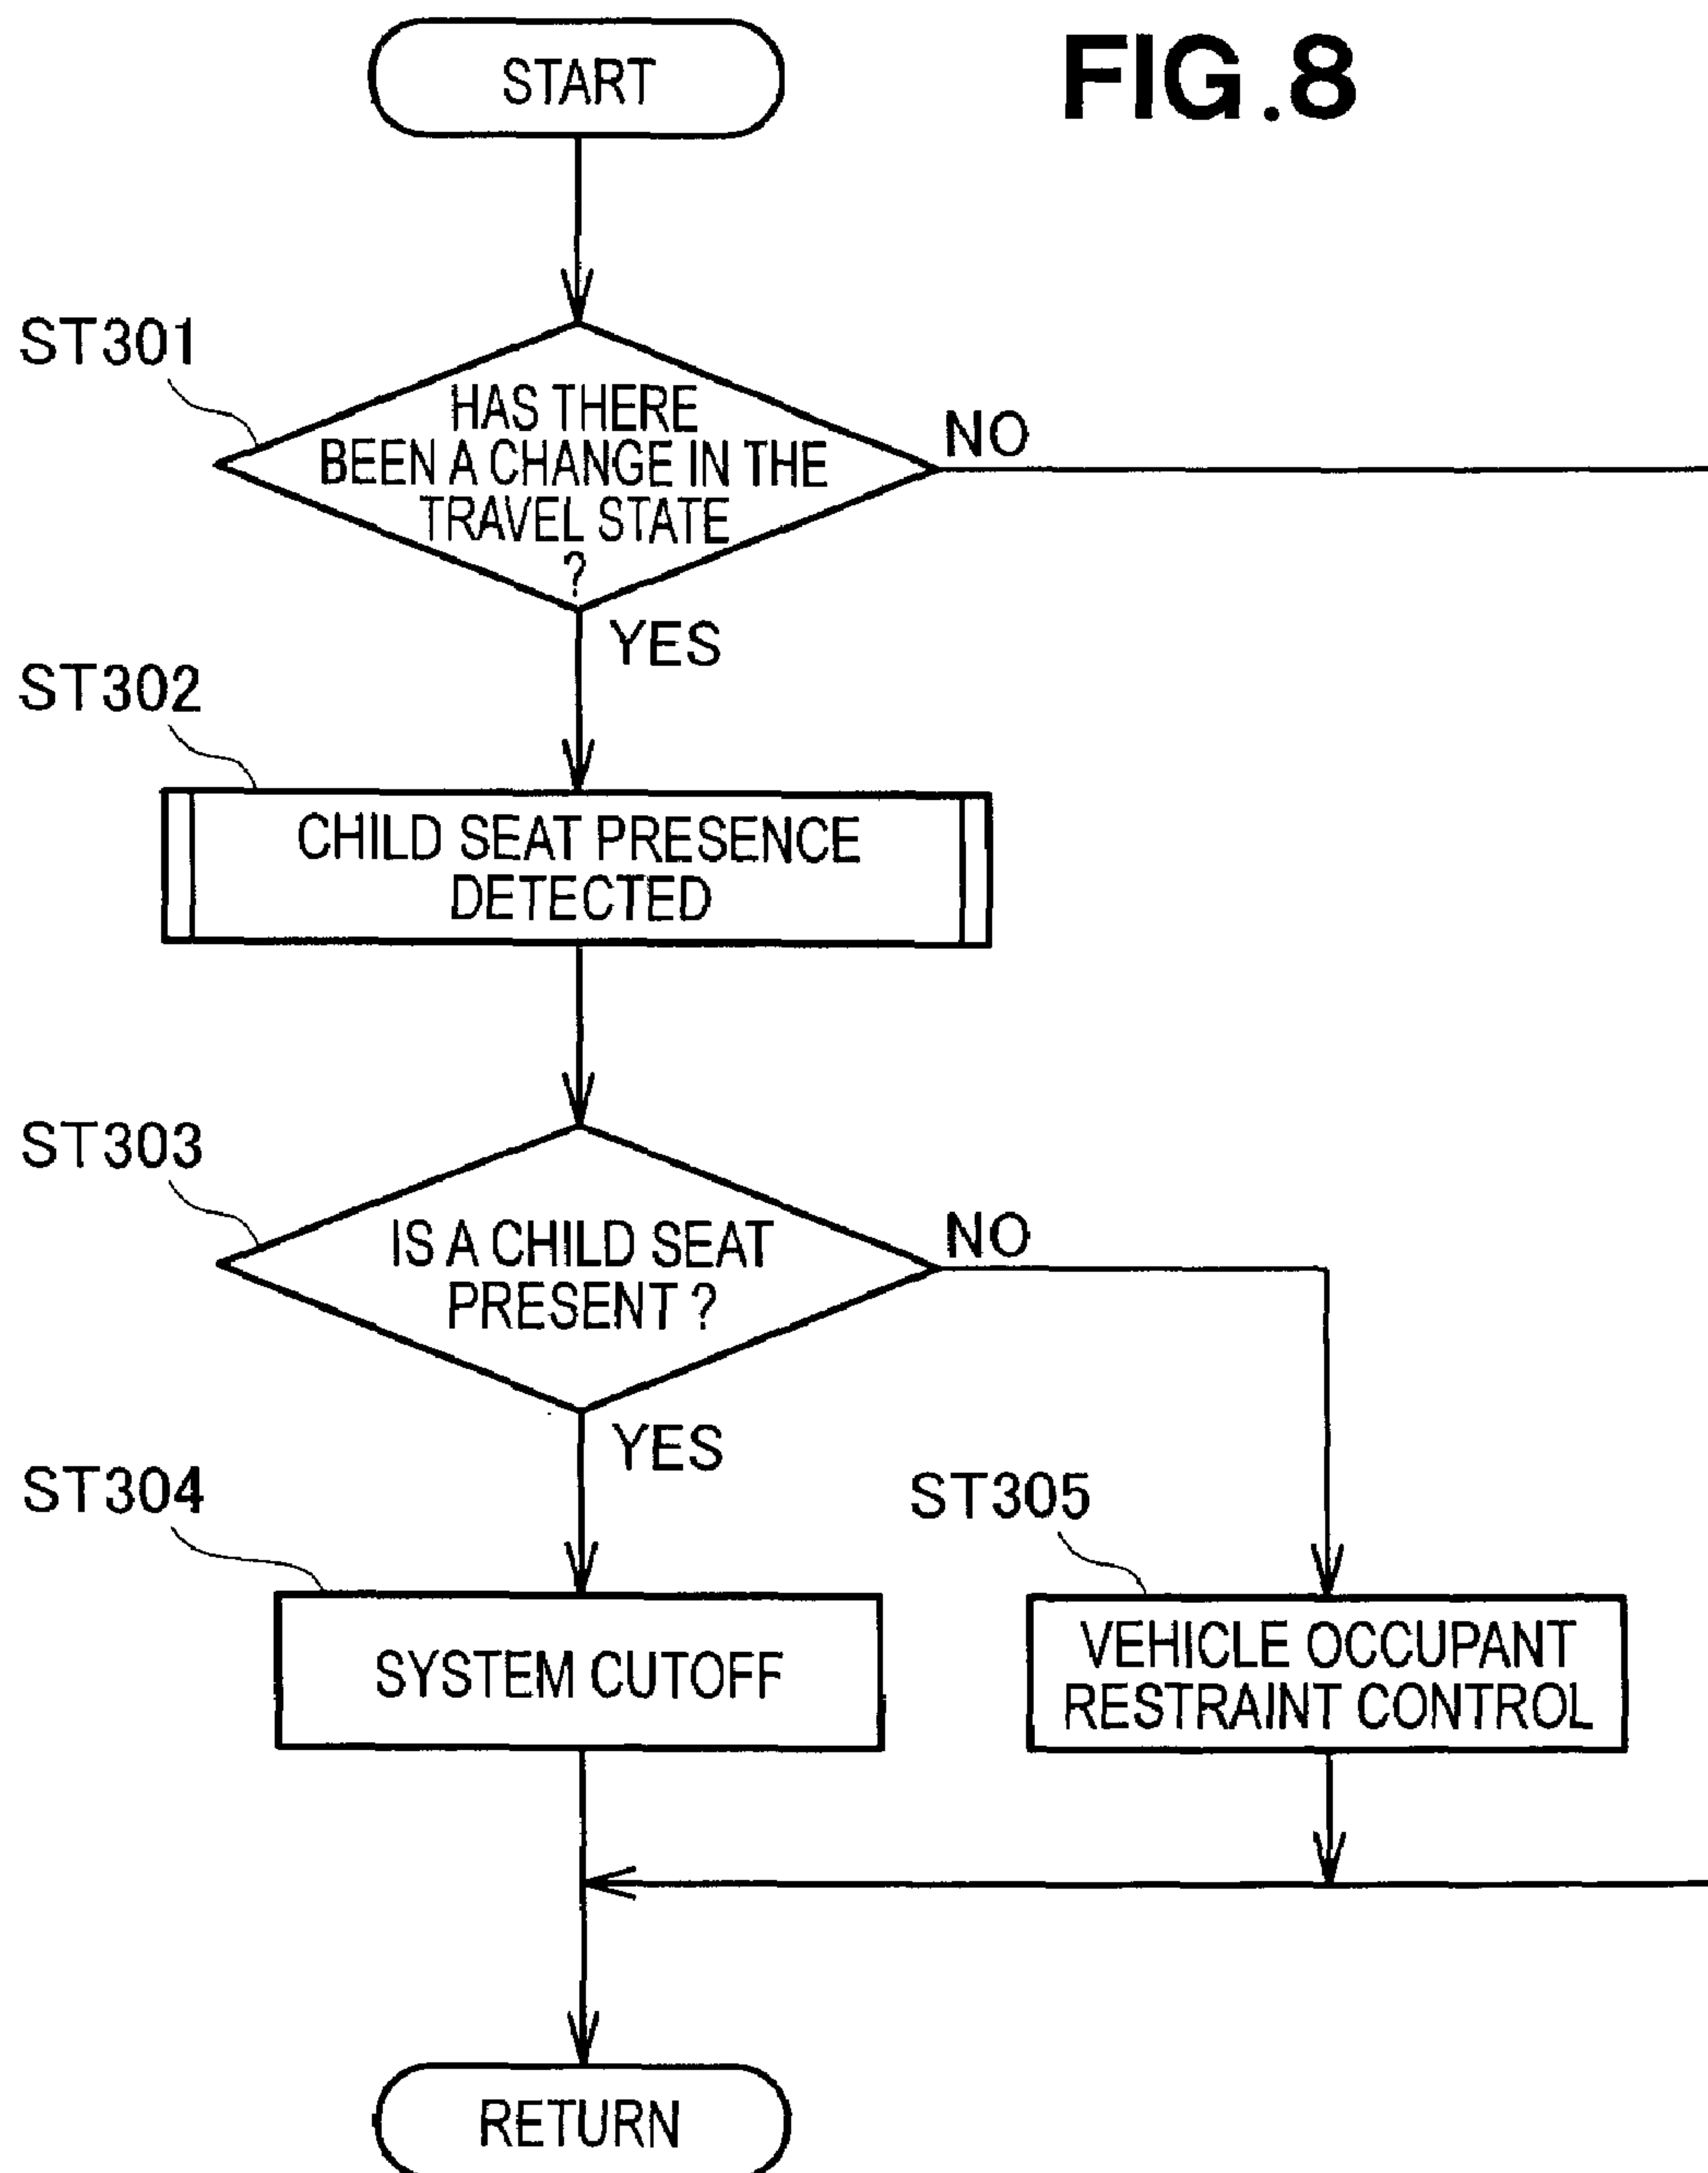 FIG.8
START
ST301
HAS THERE
BEEN A CHANGE IN THE
TRAVEL STATE
?
NO
YES
ST302
CHILD SEAT PRESENCE
DETECTED
ST303
IS A CHILD SEAT
PRESENT ?
NO
YES
ST304
SYSTEM CUTOFF
ST305
VEHICLE OCCUPANT
RESTRAINT CONTROL
RETURN